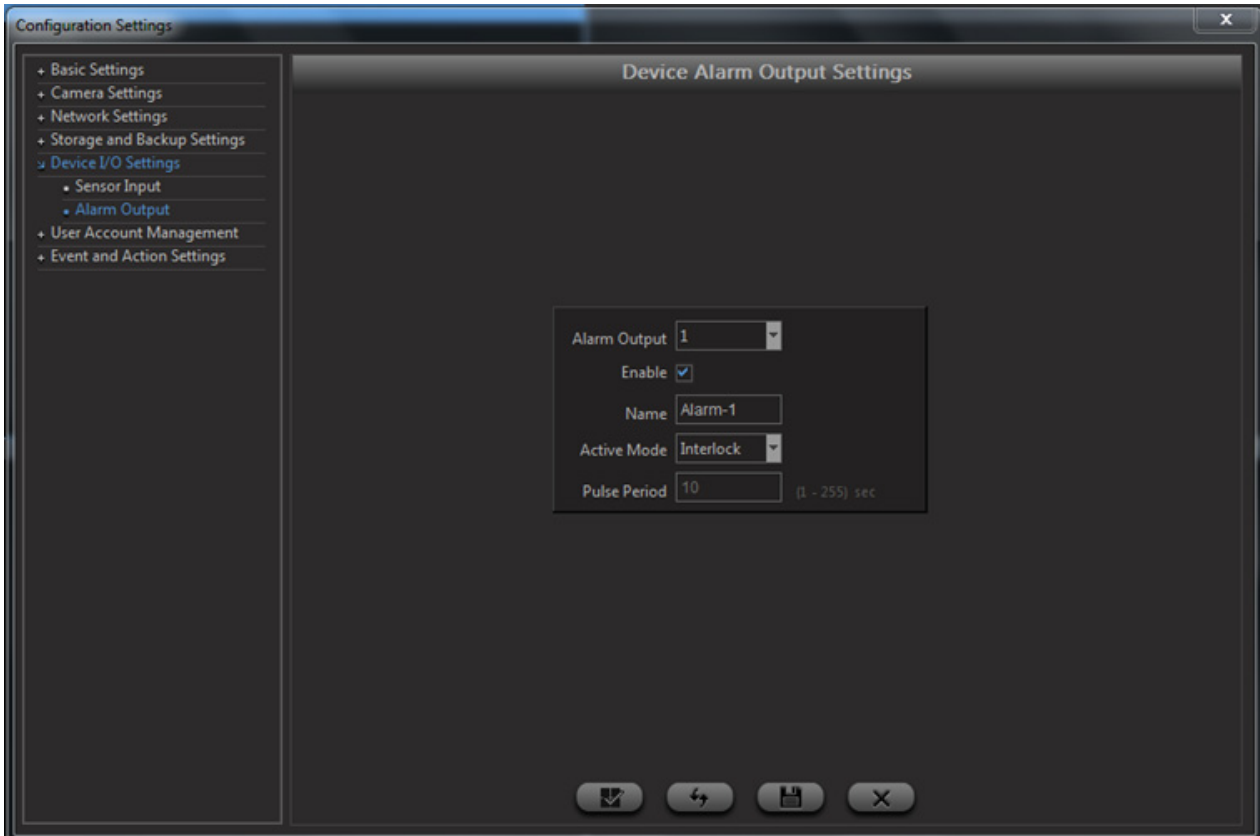 Configuration Settings
x
+ Basic Settings
+ Camera Settings
+ Network Settings
+ Storage and Backup Settings
Device I/O Settings
• Sensor Input
• Alarm Output
+ User Account Management
+ Event and Action Settings
Device Alarm Output Settings
Alarm Output 1
Enable
Name Alarm-1
Active Mode Interlock
Pulse Period 10 (1 - 255) sec